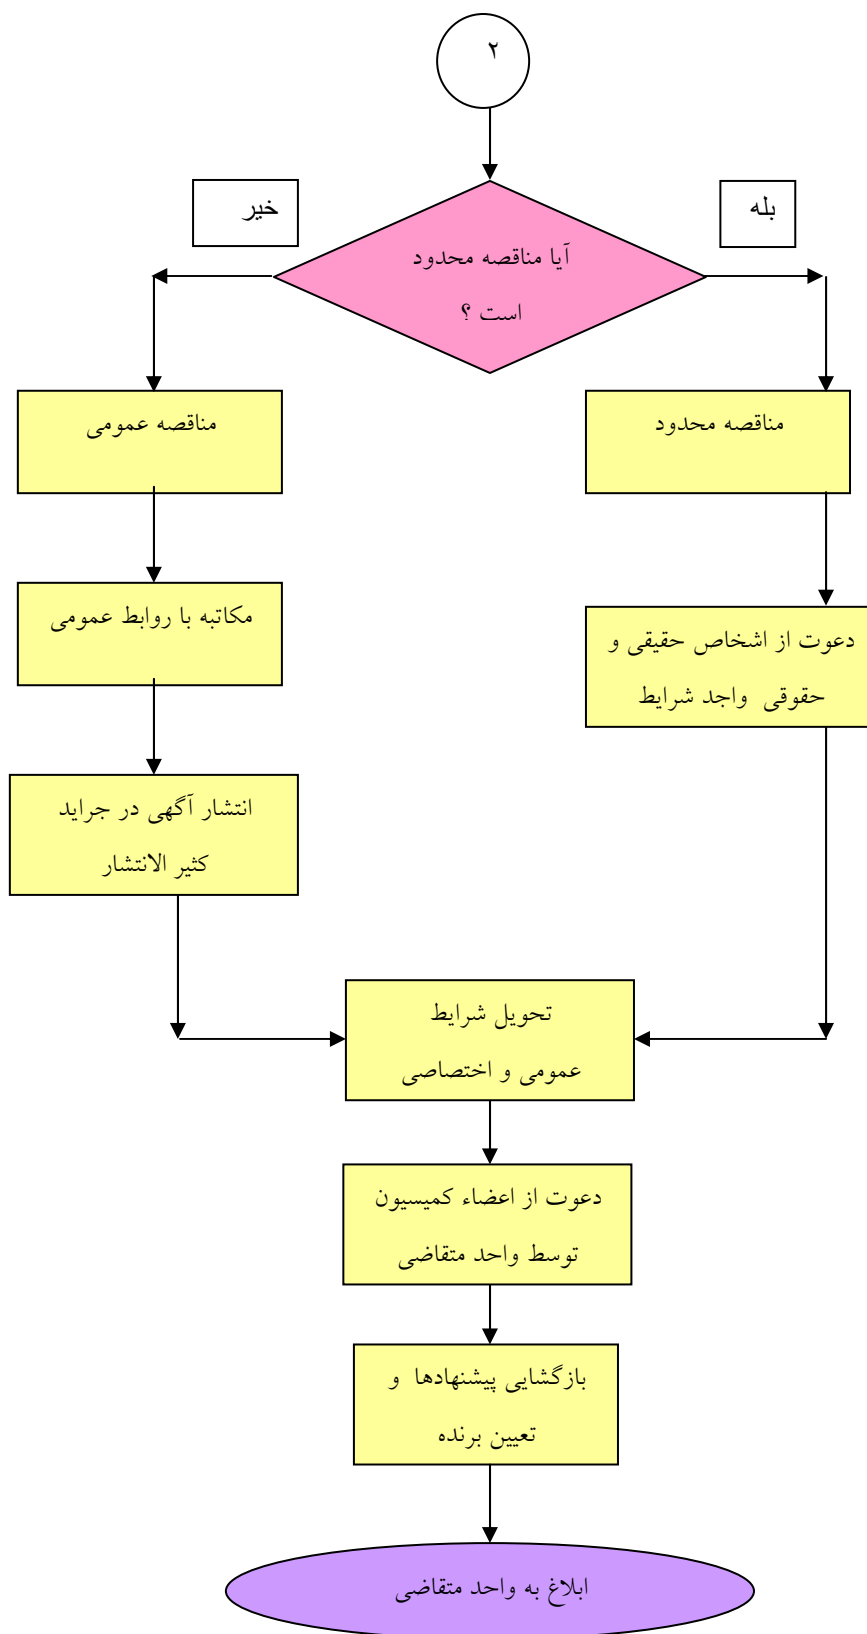 ۲
بله
خیر
آیا مناقصه محدود
است ؟
مناقصه محدود
مناقصه عمومی
دعوت از اشخاص حقیقی و
حقوقی واجد شرایط
مکاتبه با روابط عمومی
انتشار آگهی در جراید
کثیر الانتشار
تحویل شرایط
عمومی و اختصاصی
دعوت از اعضاء کمیسیون
توسط واحد متقاضی
بازگشایی پیشنهادها و
تعیین برنده
ابلاغ به واحد متقاضی